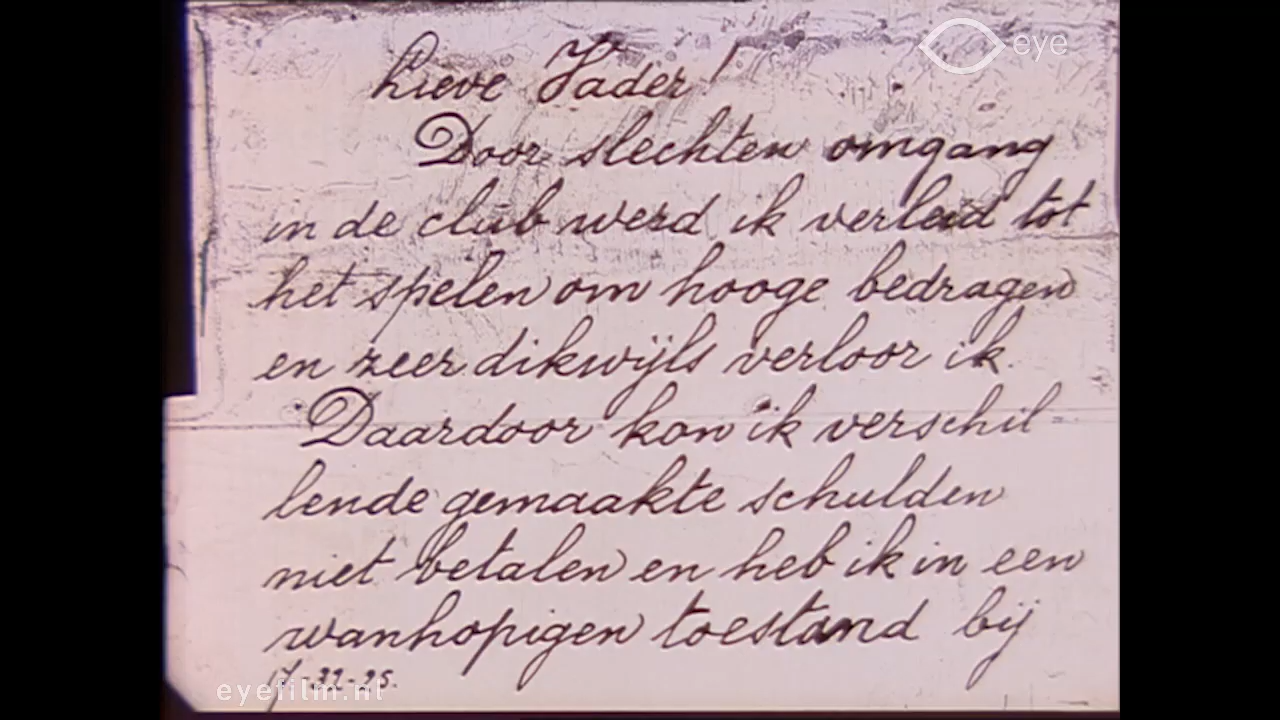 eye
Lieve Vader!
Door slechten omgang
in de club werd ik verleid tot
het spelen om hooge bedragen
en zeer dikwijls verloor ik.
Daardoor kon ik verschil
lende gemaakte schulden
niet betalen en heb ik in een
wanhopigen toestand bij
eyefilm.nl